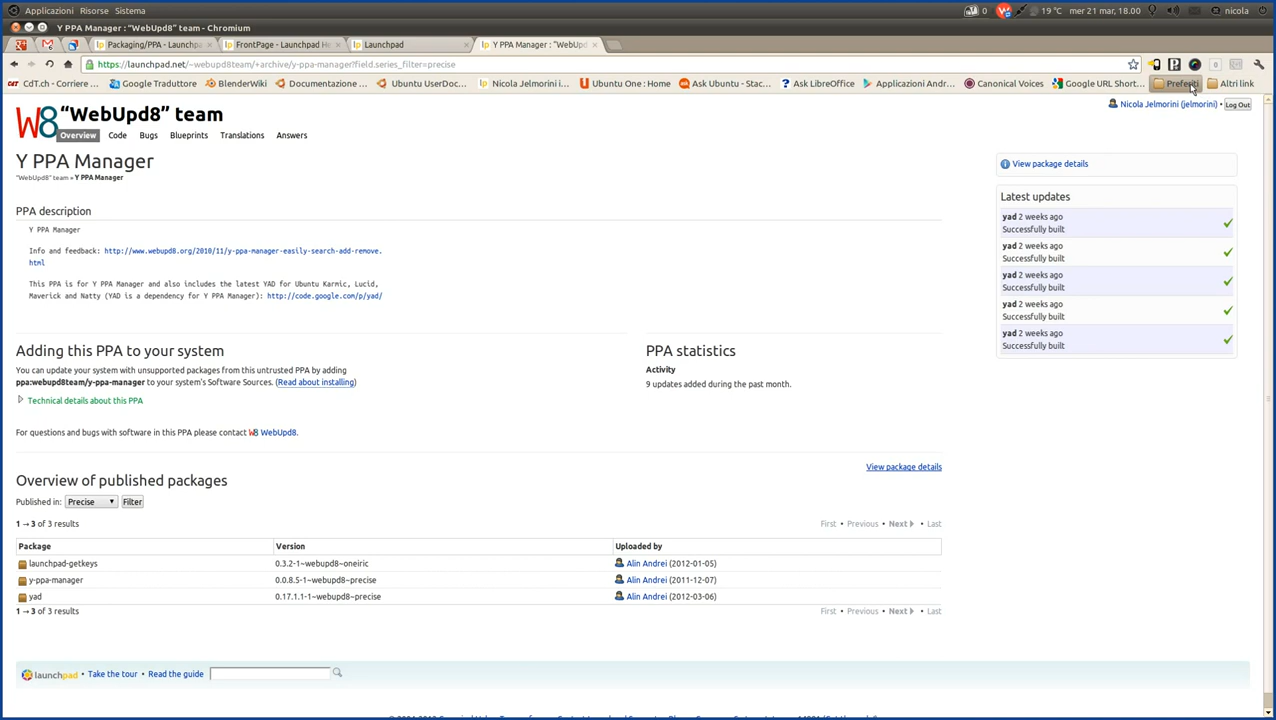 Applicazioni Risorse Sistema 0 19 °C mer 21 mar, 18.00 nicola
Y PPA Manager : “WebUpd8” team - Chromium
Packaging/PPA - Launchpa FrontPage - Launchpad He Launchpad Y PPA Manager : “WebUpd
https://launchpad.net/~webupd8team/+archive/y-ppa-manager?field.series_filter=precise
CdT.ch - Corriere ... Google Traduttore BlenderWiki Documentazione ... Ubuntu UserDoc... Nicola Jelmorini i... Ubuntu One : Home Ask Ubuntu - Stac... Ask LibreOffice Applicazioni Andr... Canonical Voices Google URL Short... Preferiti Altri link
Nicola Jelmorini (jelmorini) • Log Out
W8 “WebUpd8” team
Overview Code Bugs Blueprints Translations Answers
Y PPA Manager
“WebUpd8” team » Y PPA Manager
View package details
Latest updates
yad 2 weeks ago
Successfully built
yad 2 weeks ago
Successfully built
yad 2 weeks ago
Successfully built
yad 2 weeks ago
Successfully built
yad 2 weeks ago
Successfully built
PPA description
Y PPA Manager
Info and feedback: http://www.webupd8.org/2010/11/y-ppa-manager-easily-search-add-remove.
html
This PPA is for Y PPA Manager and also includes the latest YAD for Ubuntu Karmic, Lucid,
Maverick and Natty (YAD is a dependency for Y PPA Manager): http://code.google.com/p/yad/
Adding this PPA to your system
You can update your system with unsupported packages from this untrusted PPA by adding
ppa:webupd8team/y-ppa-manager to your system's Software Sources. (Read about installing)
Technical details about this PPA
For questions and bugs with software in this PPA please contact W8 WebUpd8.
PPA statistics
Activity
9 updates added during the past month.
View package details
Overview of published packages
Published in: Precise Filter
1 → 3 of 3 results First • Previous • Next • Last
Package Version Uploaded by
launchpad-getkeys 0.3.2-1~webupd8~oneiric Alin Andrei (2012-01-05)
y-ppa-manager 0.0.8.5-1~webupd8~precise Alin Andrei (2011-12-07)
yad 0.17.1.1-1~webupd8~precise Alin Andrei (2012-03-06)
1 → 3 of 3 results First • Previous • Next • Last
launchpad • Take the tour • Read the guide